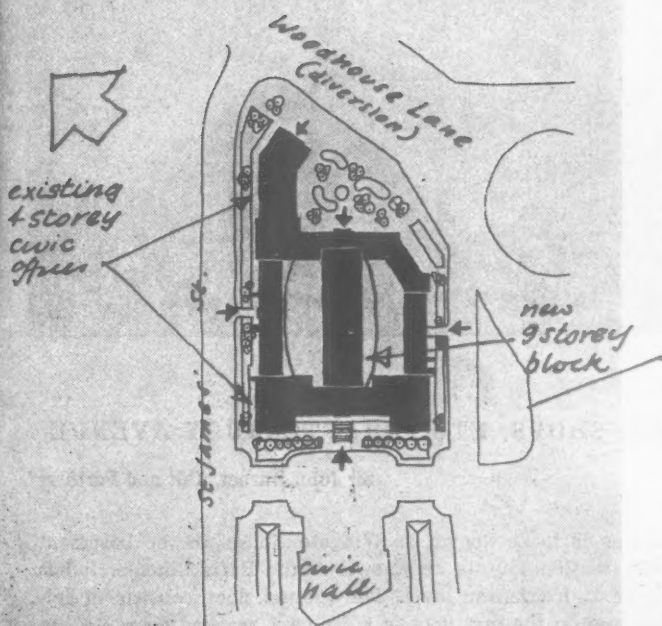 Woodhouse Lane
(diversion)
existing
4 storey
civic
offices
new
9 storey
block
St. James' St.
civic
hall